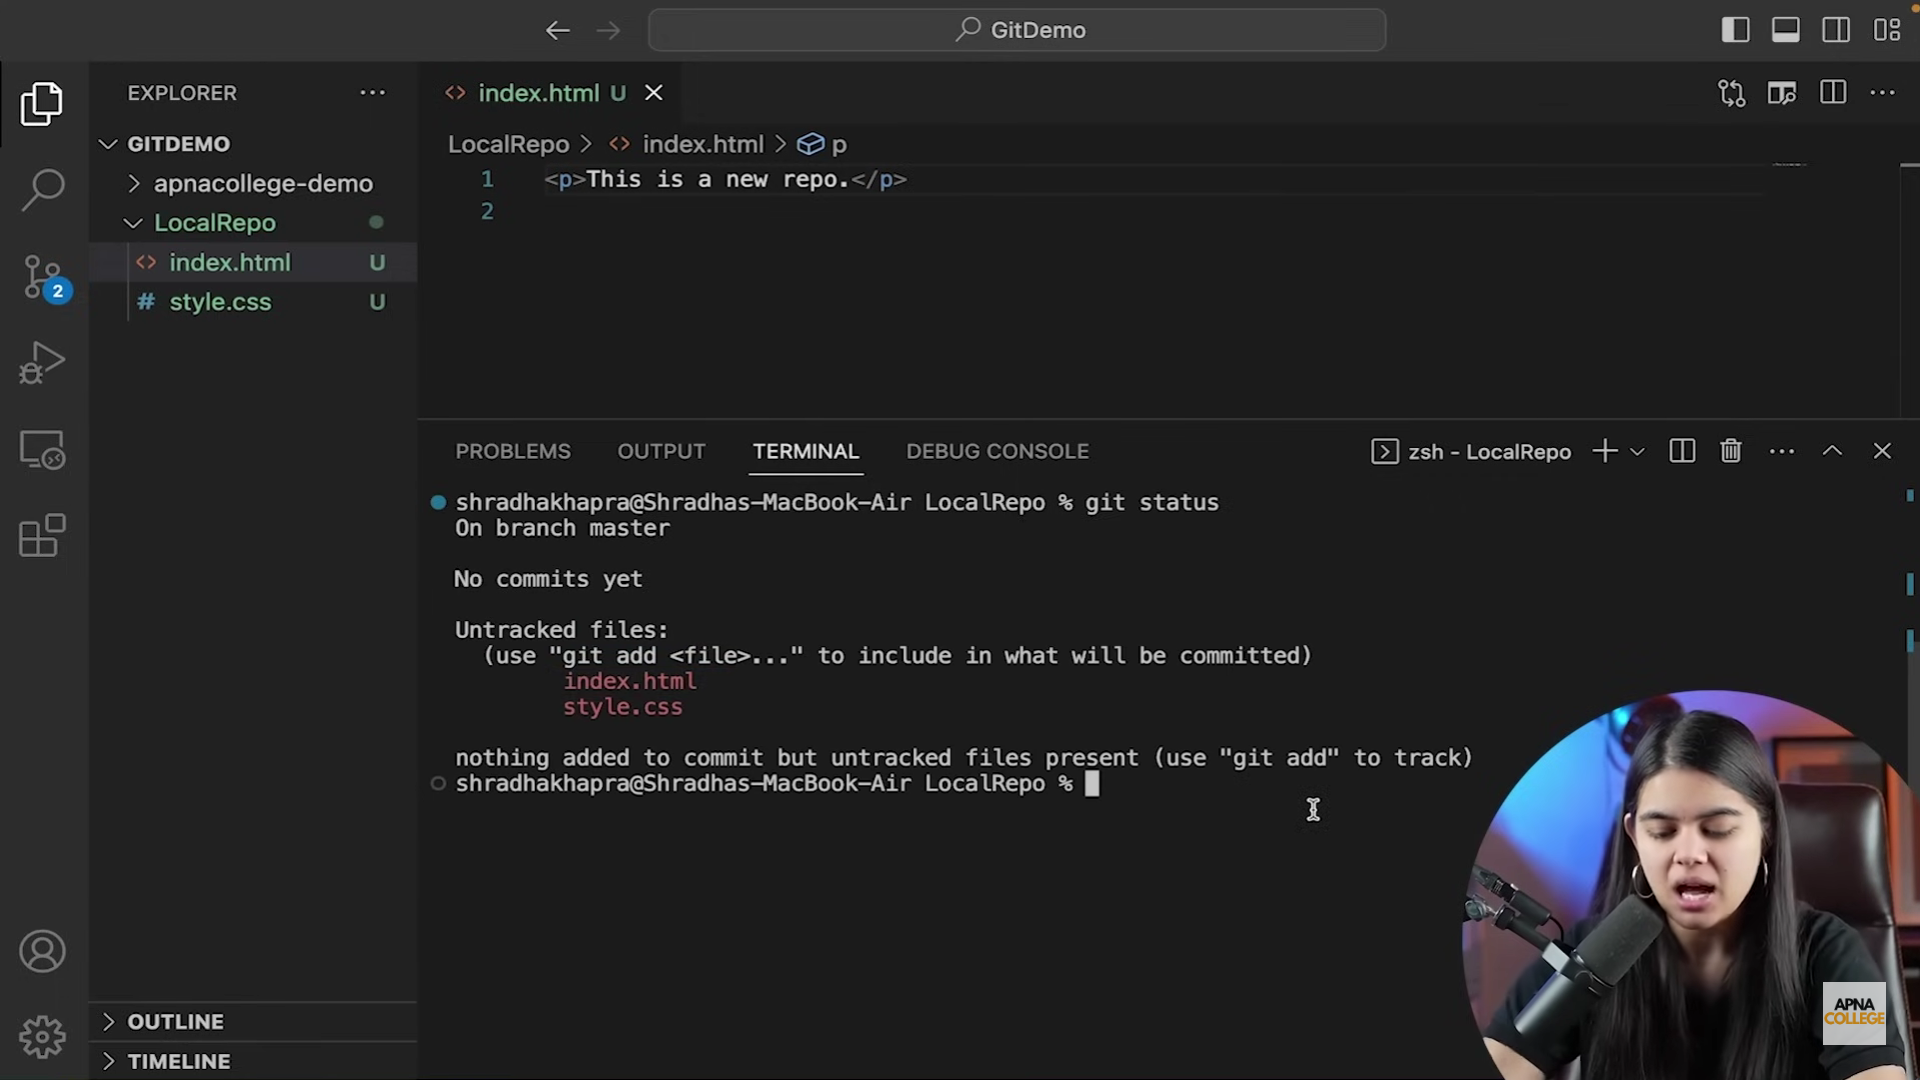 GitDemo
EXPLORER
GITDEMO
apnacollege-demo
LocalRepo
index.html U
style.css U
2
index.html U
LocalRepo > index.html > p
1 <p>This is a new repo.</p>
2
PROBLEMS OUTPUT TERMINAL DEBUG CONSOLE
zsh - LocalRepo
shradhakhapra@Shradhas-MacBook-Air LocalRepo % git status
On branch master
No commits yet
Untracked files:
(use "git add <file>..." to include in what will be committed)
index.html
style.css
nothing added to commit but untracked files present (use "git add" to track)
shradhakhapra@Shradhas-MacBook-Air LocalRepo %
OUTLINE
TIMELINE
APNA
COLLEGE